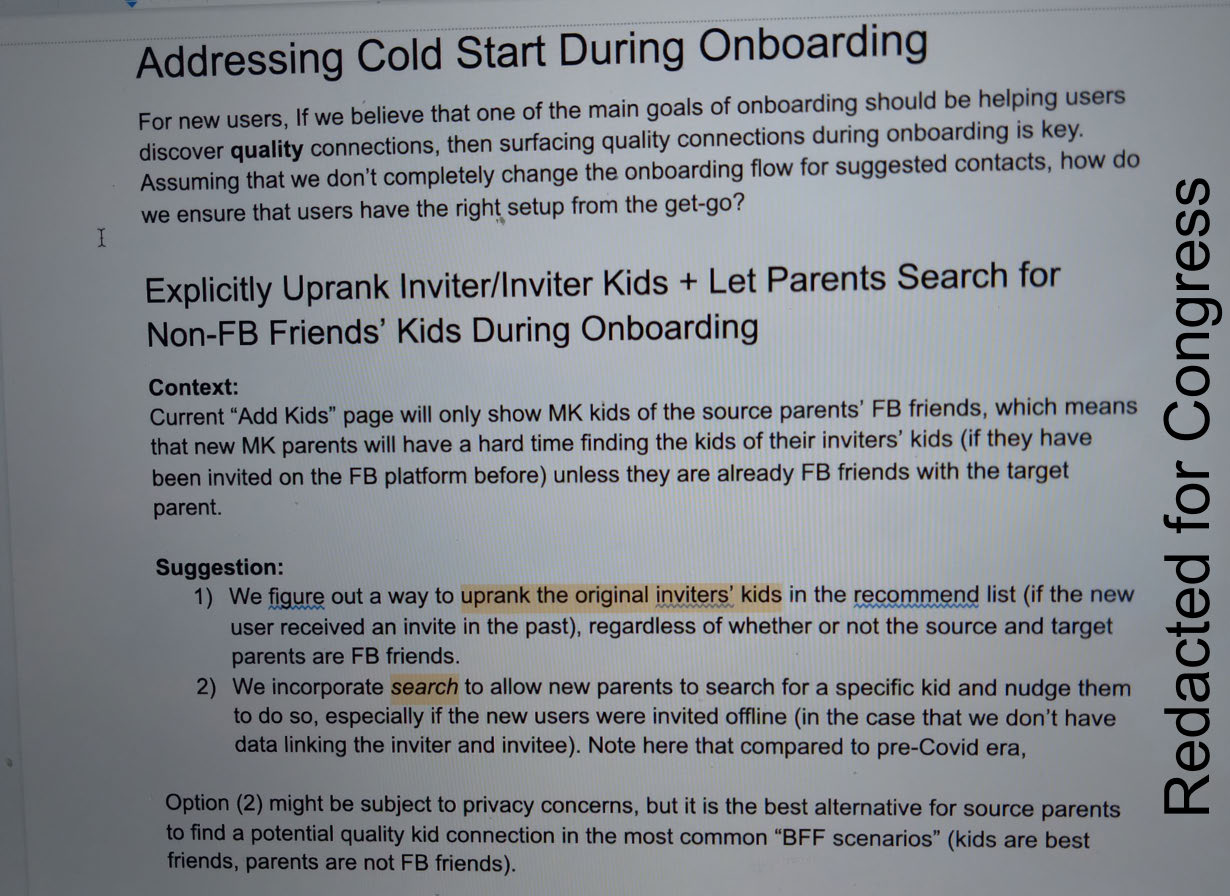 Addressing Cold Start During Onboarding
For new users, If we believe that one of the main goals of onboarding should be helping users
discover quality connections, then surfacing quality connections during onboarding is key.
Assuming that we don't completely change the onboarding flow for suggested contacts, how do
we ensure that users have the right setup from the get-go?
Explicitly Uprank Inviter/Inviter Kids + Let Parents Search for
Non-FB Friends' Kids During Onboarding
Context:
Current “Add Kids” page will only show MK kids of the source parents' FB friends, which means
that new MK parents will have a hard time finding the kids of their inviters' kids (if they have
been invited on the FB platform before) unless they are already FB friends with the target
parent.
Suggestion:
1) We figure out a way to uprank the original inviters' kids in the recommend list (if the new
user received an invite in the past), regardless of whether or not the source and target
parents are FB friends.
2) We incorporate search to allow new parents to search for a specific kid and nudge them
to do so, especially if the new users were invited offline (in the case that we don't have
data linking the inviter and invitee). Note here that compared to pre-Covid era,
Option (2) might be subject to privacy concerns, but it is the best alternative for source parents
to find a potential quality kid connection in the most common “BFF scenarios” (kids are best
friends, parents are not FB friends).
Redacted for Congress